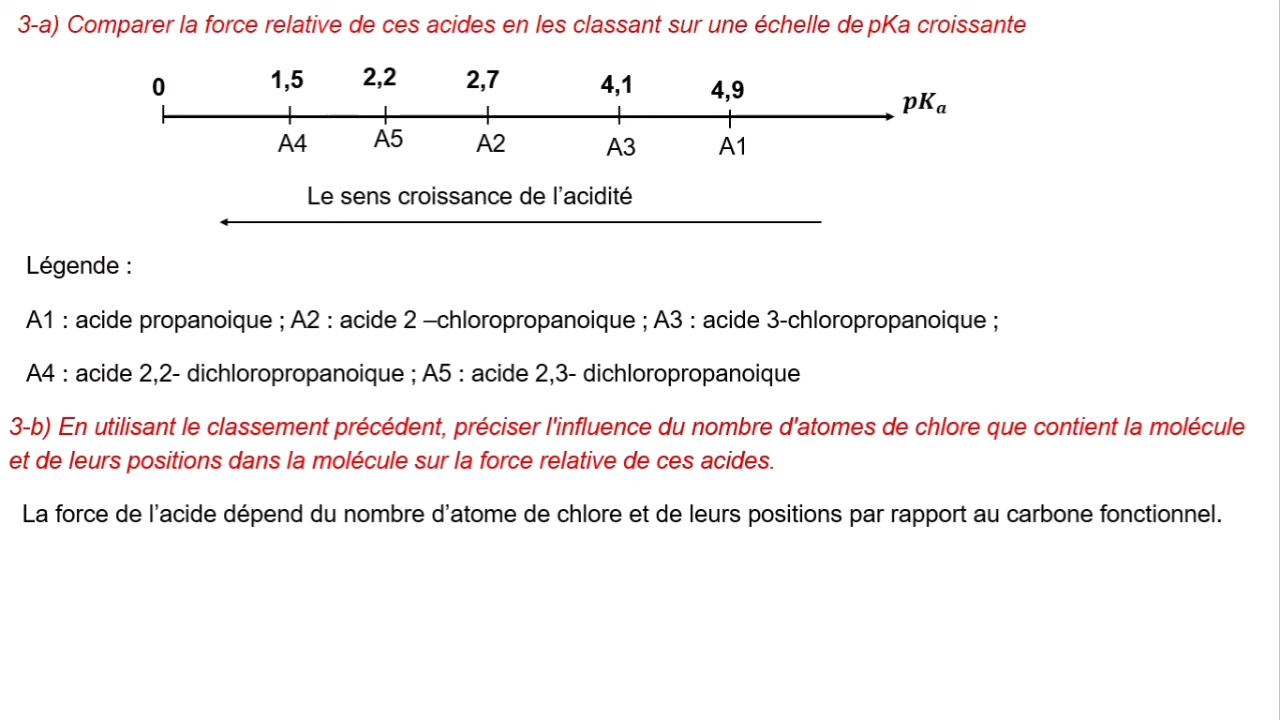 3-a) Comparer la force relative de ces acides en les classant sur une échelle de pKa croissante
0 1,5 2,2 2,7 4,1 4,9 pKₐ
A4 A5 A2 A3 A1
Le sens croissance de l’acidité
Légende :
A1 : acide propanoique ; A2 : acide 2 –chloropropanoique ; A3 : acide 3-chloropropanoique ;
A4 : acide 2,2- dichloropropanoique ; A5 : acide 2,3- dichloropropanoique
3-b) En utilisant le classement précédent, préciser l'influence du nombre d'atomes de chlore que contient la molécule
et de leurs positions dans la molécule sur la force relative de ces acides.
La force de l’acide dépend du nombre d’atome de chlore et de leurs positions par rapport au carbone fonctionnel.